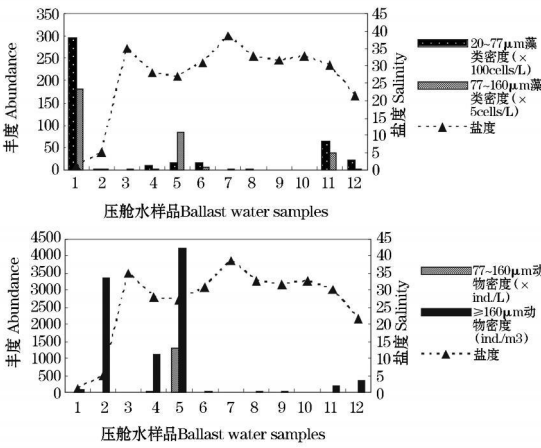 350
300
250
200
150
100
50
0
丰度 Abundance
45
40
35
30
25
20
15
10
5
0
盐度 Salinity
1 2 3 4 5 6 7 8 9 10 11 12
压舱水样品Ballast water samples
20~77μm藻
类密度(×
100cells/L)
77~160μm藻
类密度(×
5cells/L)
盐度
4500
4000
3500
3000
2500
2000
1500
1000
500
0
丰度 Abundance
45
40
35
30
25
20
15
10
5
0
盐度 Salinity
1 2 3 4 5 6 7 8 9 10 11 12
压舱水样品Ballast water samples
77~160μm动
物密度(×
ind/L)
≥160μm动
物密度
(ind/m3)
盐度